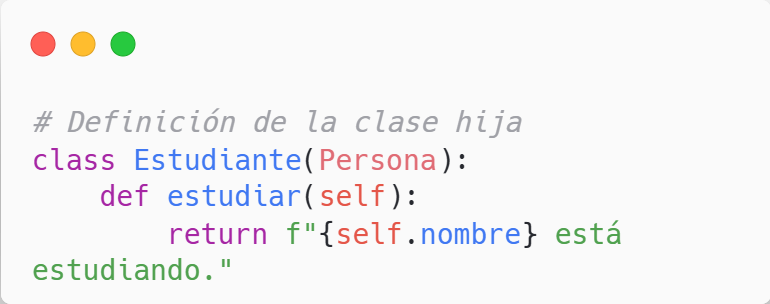 # Definición de la clase hija
class Estudiante(Persona):
    def estudiar(self):
        return f"{self.nombre} está
estudiando."